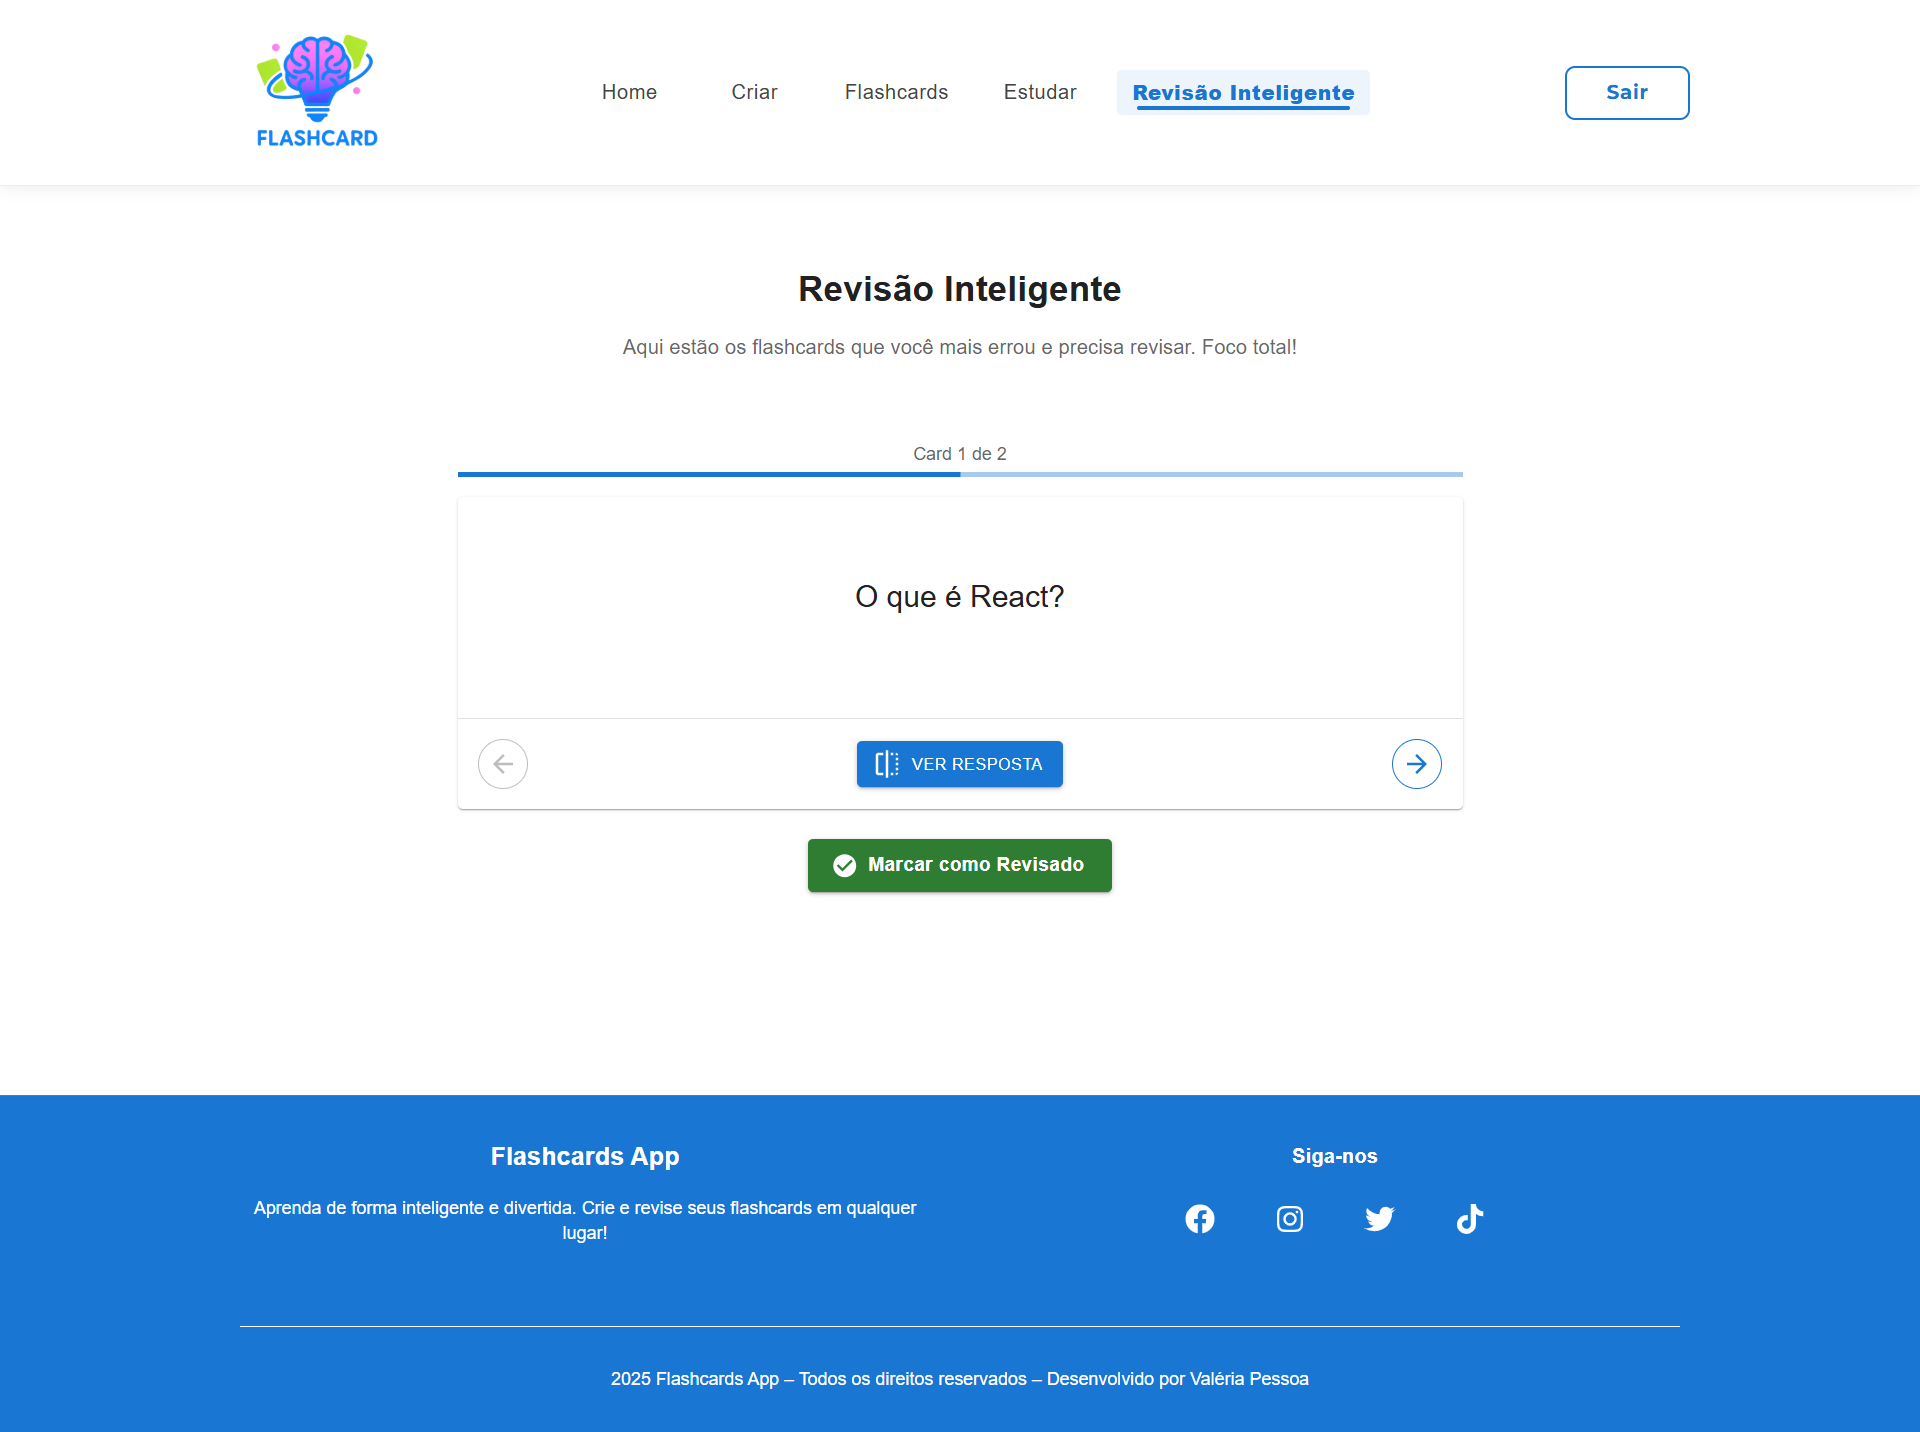 FLASHCARD
Home
Criar
Flashcards
Estudar
Revisão Inteligente
Sair
Revisão Inteligente
Aqui estão os flashcards que você mais errou e precisa revisar. Foco total!
Card 1 de 2
O que é React?
VER RESPOSTA
Marcar como Revisado
Flashcards App
Aprenda de forma inteligente e divertida. Crie e revise seus flashcards em qualquer
lugar!
Siga-nos
2025 Flashcards App – Todos os direitos reservados – Desenvolvido por Valéria Pessoa